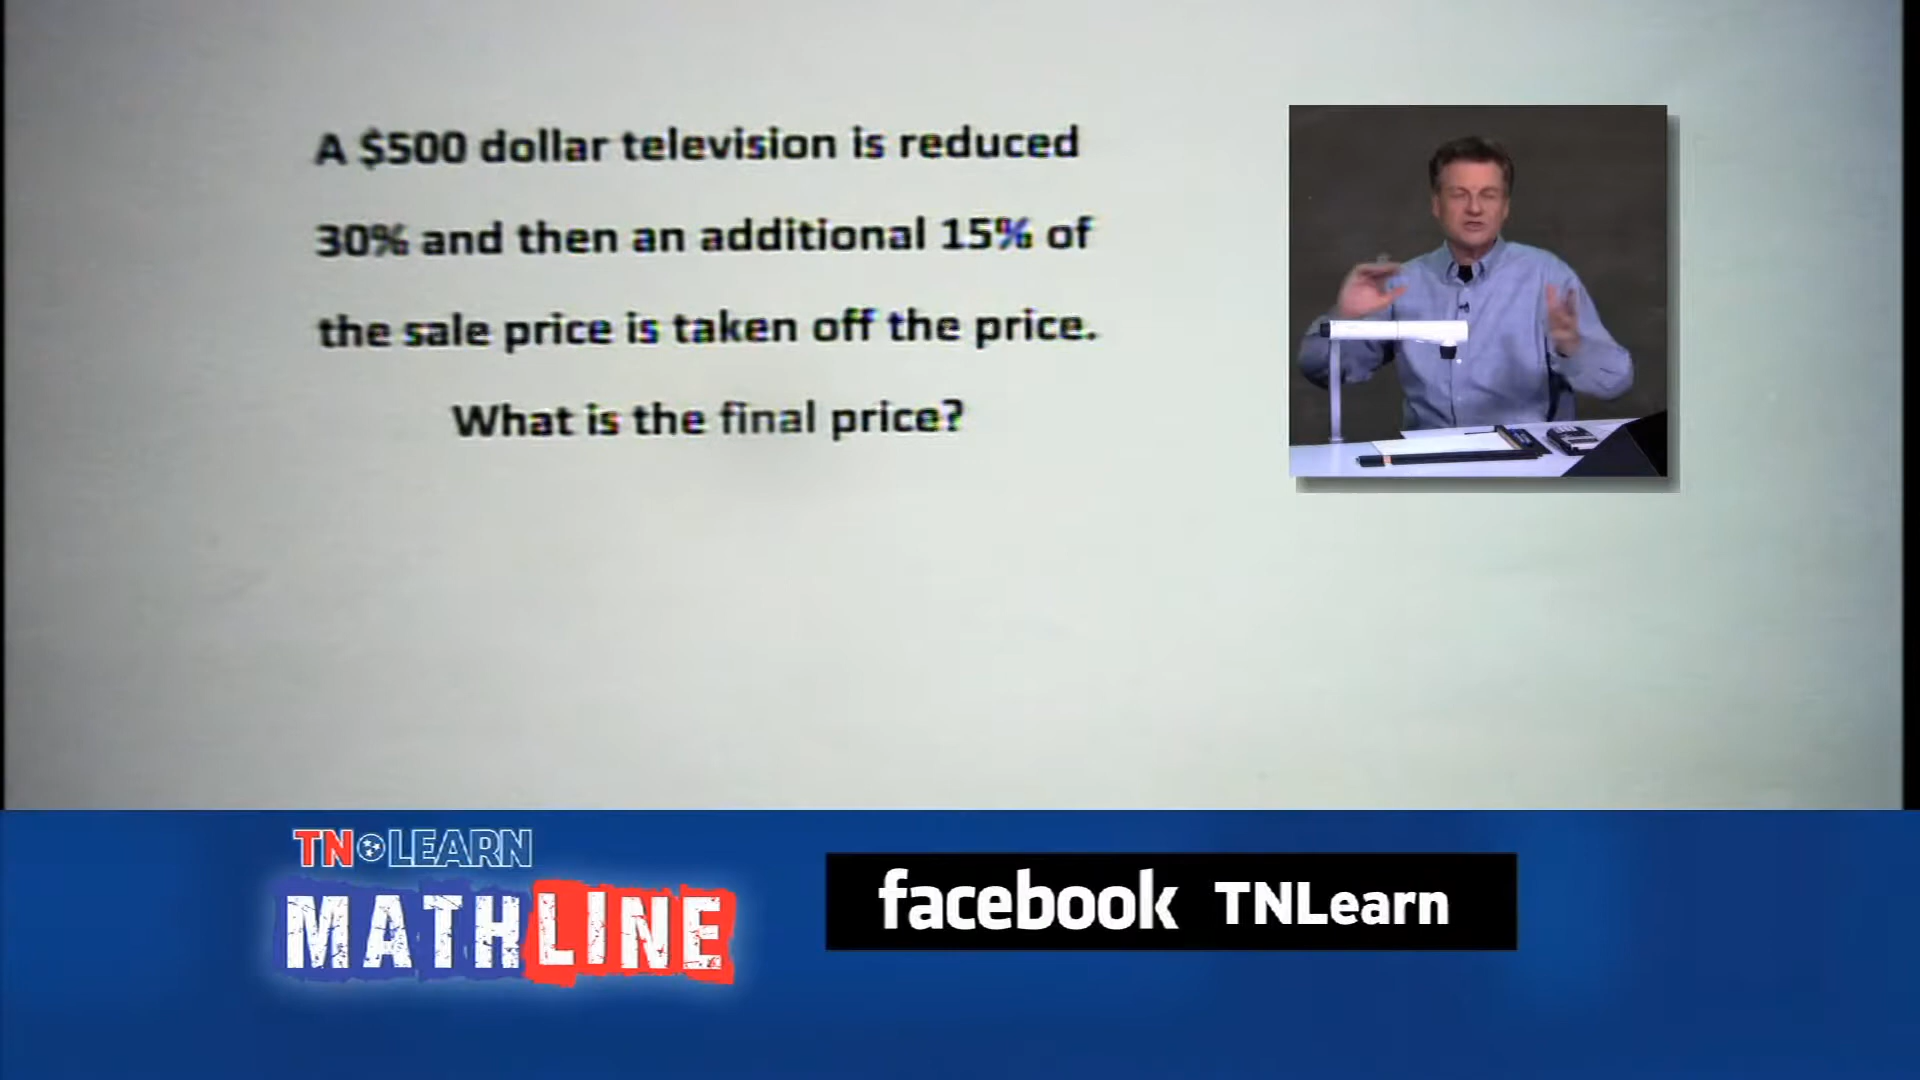 A $500 dollar television is reduced
30% and then an additional 15% of
the sale price is taken off the price.
What is the final price?
TN LEARN
MATHLINE
facebook TNLearn